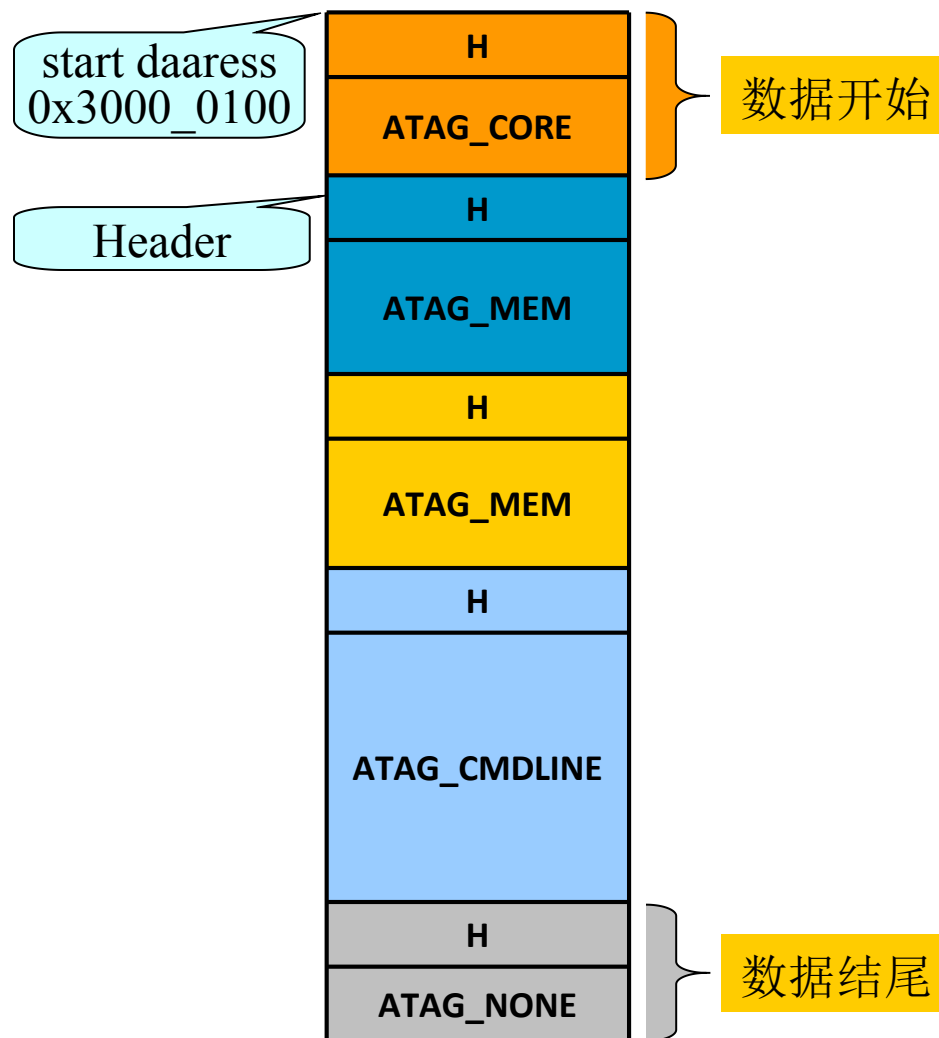 start daaress
0x3000_0100
H
ATAG_CORE
数据开始
Header
H
ATAG_MEM
H
ATAG_MEM
H
ATAG_CMDLINE
H
ATAG_NONE
数据结尾